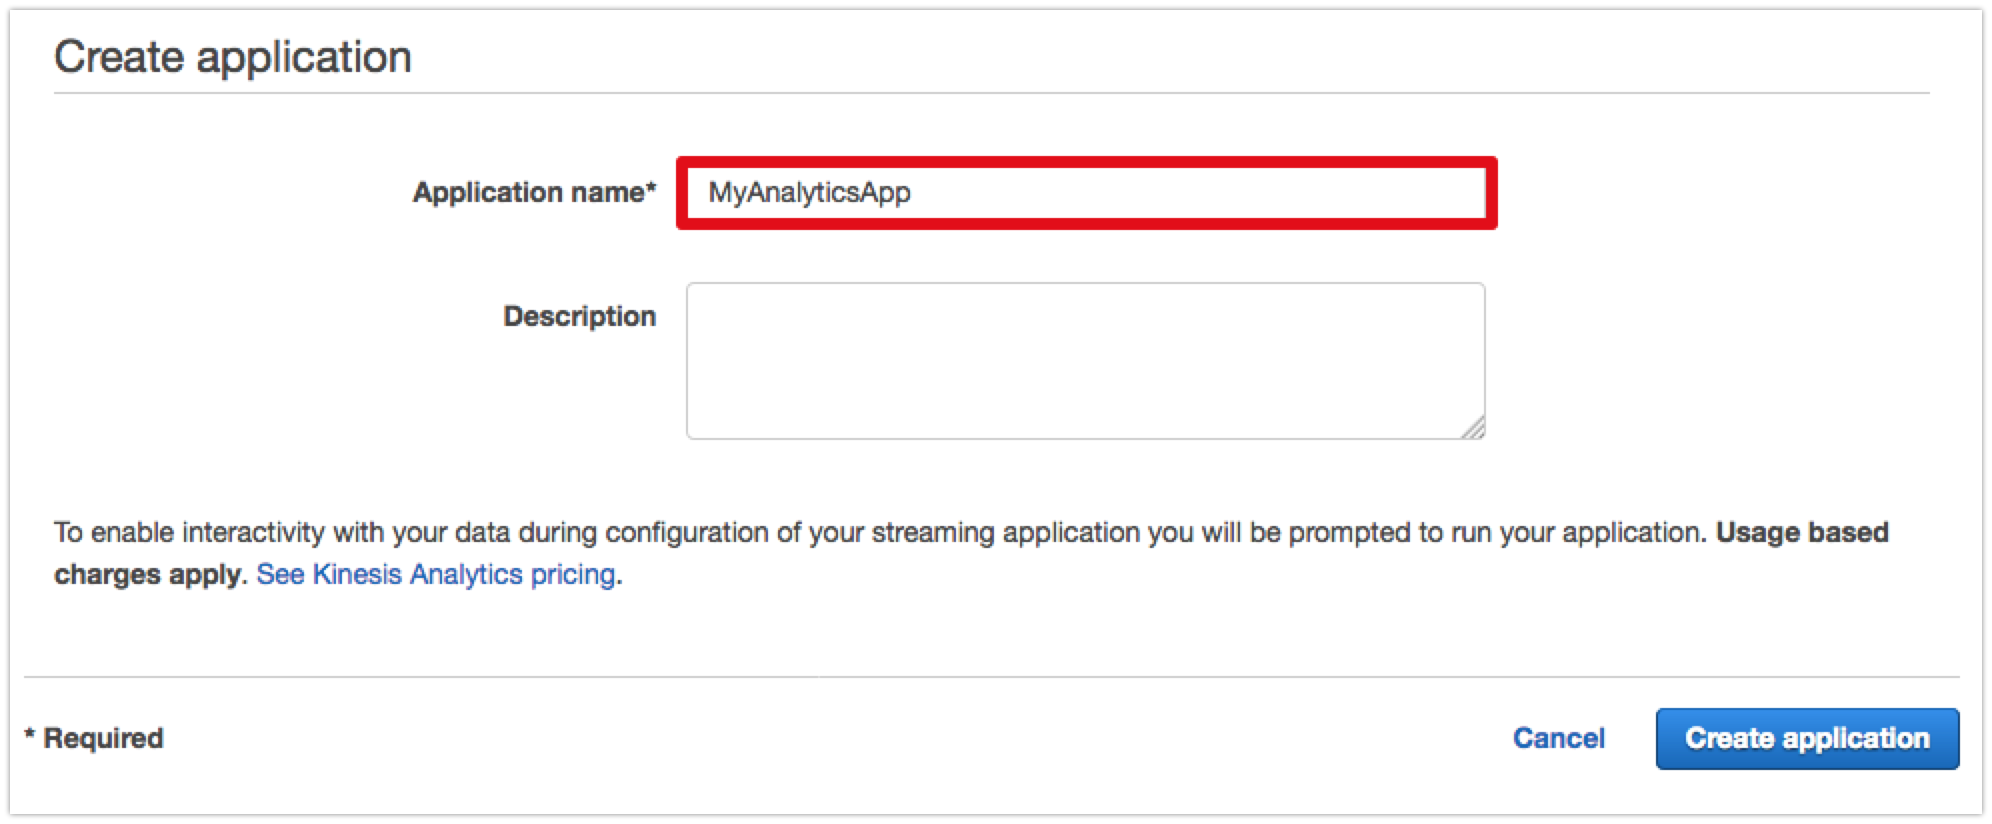 Create application
Application name* MyAnalyticsApp
Description
To enable interactivity with your data during configuration of your streaming application you will be prompted to run your application. Usage based
charges apply. See Kinesis Analytics pricing.
* Required Cancel Create application